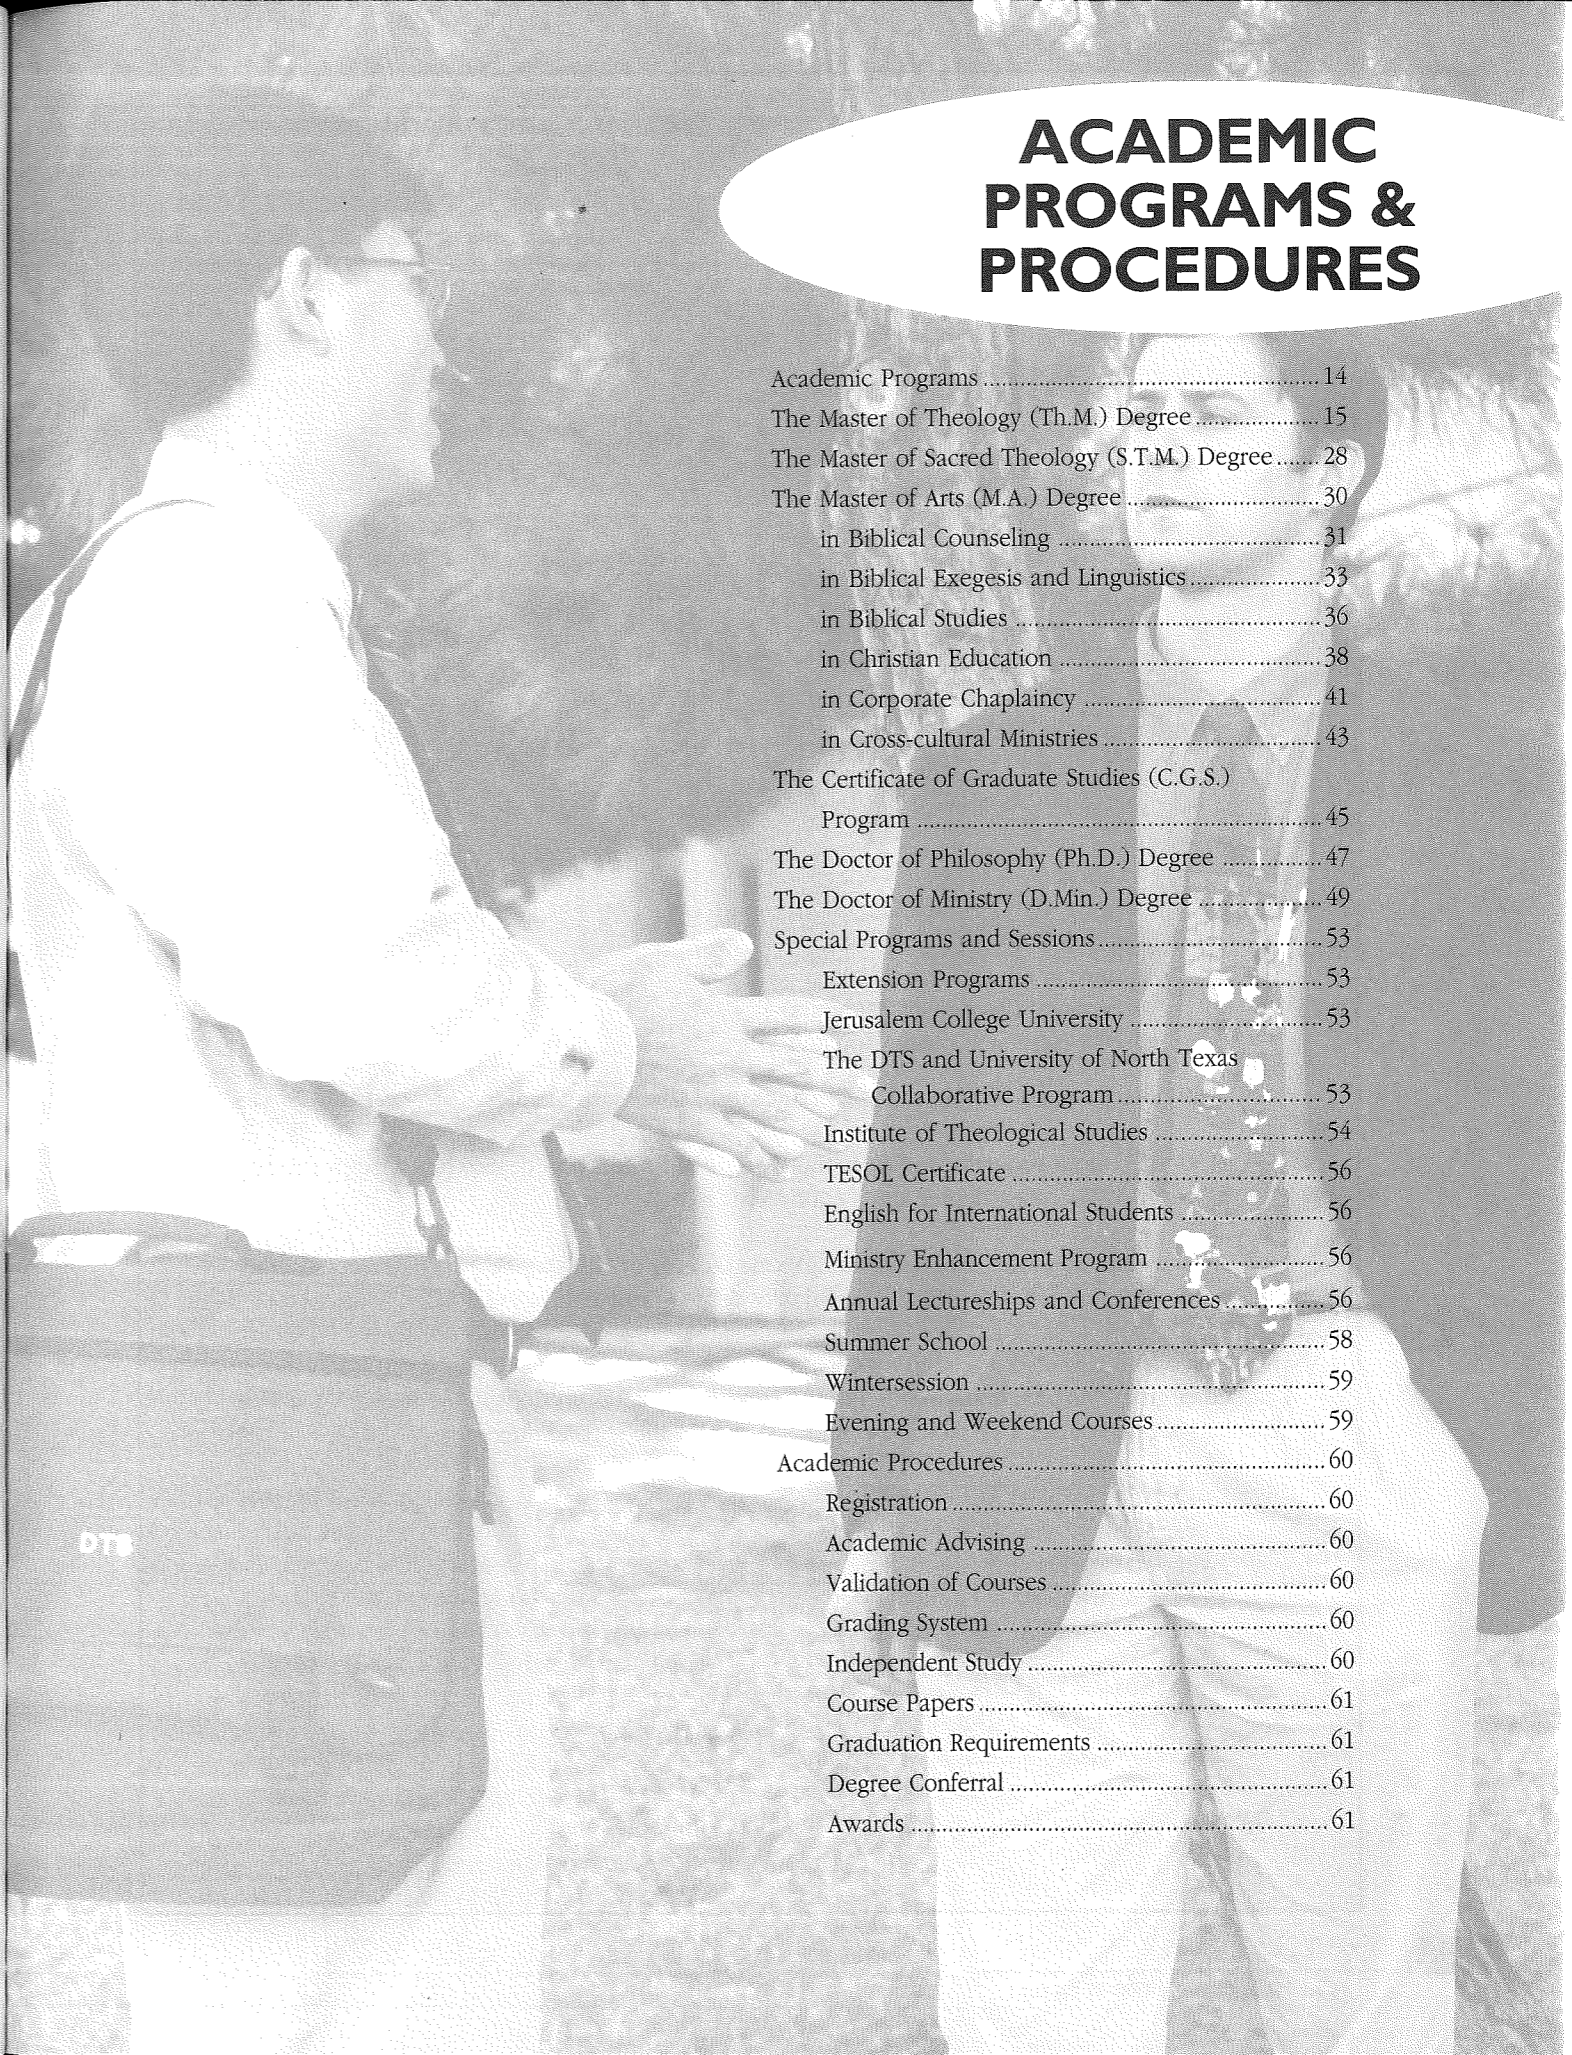 ACADEMIC
PROGRAMS &
PROCEDURES
Academic Programs ........ 14
The Master of Theology (Th.M.) Degree ........ 15
The Master of Sacred Theology (S.T.M.) Degree ........ 28
The Master of Arts (M.A.) Degree ........ 30
in Biblical Counseling ........ 31
in Biblical Exegesis and Linguistics ........ 33
in Biblical Studies ........ 36
in Christian Education ........ 38
in Corporate Chaplaincy ........ 41
in Cross-cultural Ministries ........ 43
The Certificate of Graduate Studies (C.G.S.)
Program ........ 45
The Doctor of Philosophy (Ph.D.) Degree ........ 47
The Doctor of Ministry (D.Min.) Degree ........ 49
Special Programs and Sessions ........ 53
Extension Programs ........ 53
Jerusalem College University ........ 53
The DTS and University of North Texas
Collaborative Program ........ 53
Institute of Theological Studies ........ 54
TESOL Certificate ........ 56
English for International Students ........ 56
Ministry Enhancement Program ........ 56
Annual Lectureships and Conferences ........ 56
Summer School ........ 58
Wintersession ........ 59
Evening and Weekend Courses ........ 59
Academic Procedures ........ 60
Registration ........ 60
Academic Advising ........ 60
Validation of Courses ........ 60
Grading System ........ 60
Independent Study ........ 60
Course Papers ........ 61
Graduation Requirements ........ 61
Degree Conferral ........ 61
Awards ........ 61
DTS